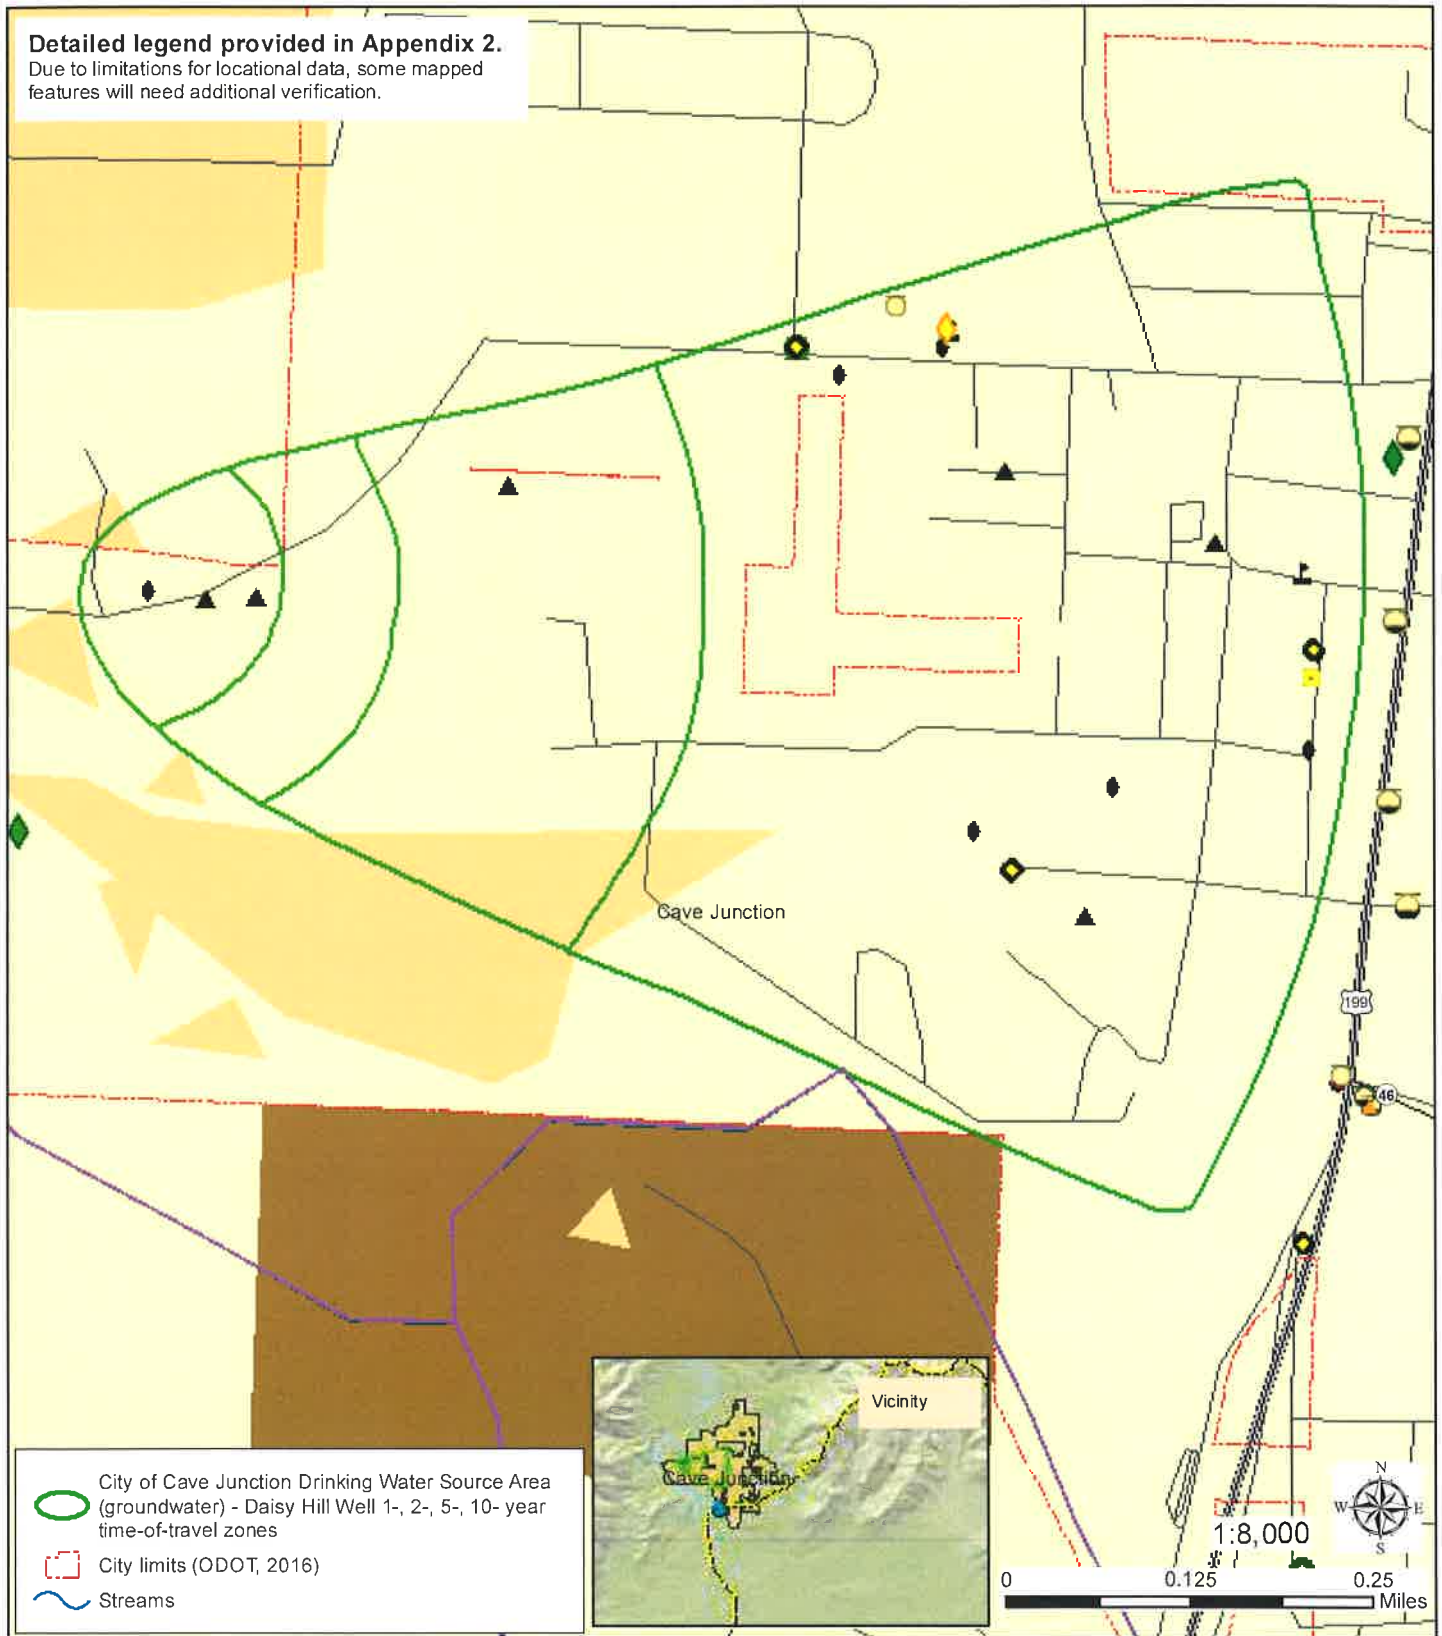 Detailed legend provided in Appendix 2.
Due to limitations for locational data, some mapped
features will need additional verification.
Cave Junction
199
46
Vicinity
Cave Junction
City of Cave Junction Drinking Water Source Area
(groundwater) - Daisy Hill Well 1-, 2-, 5-, 10- year
time-of-travel zones
City limits (ODOT, 2016)
Streams
N
W E
S
1:8,000
0 0.125 0.25
Miles